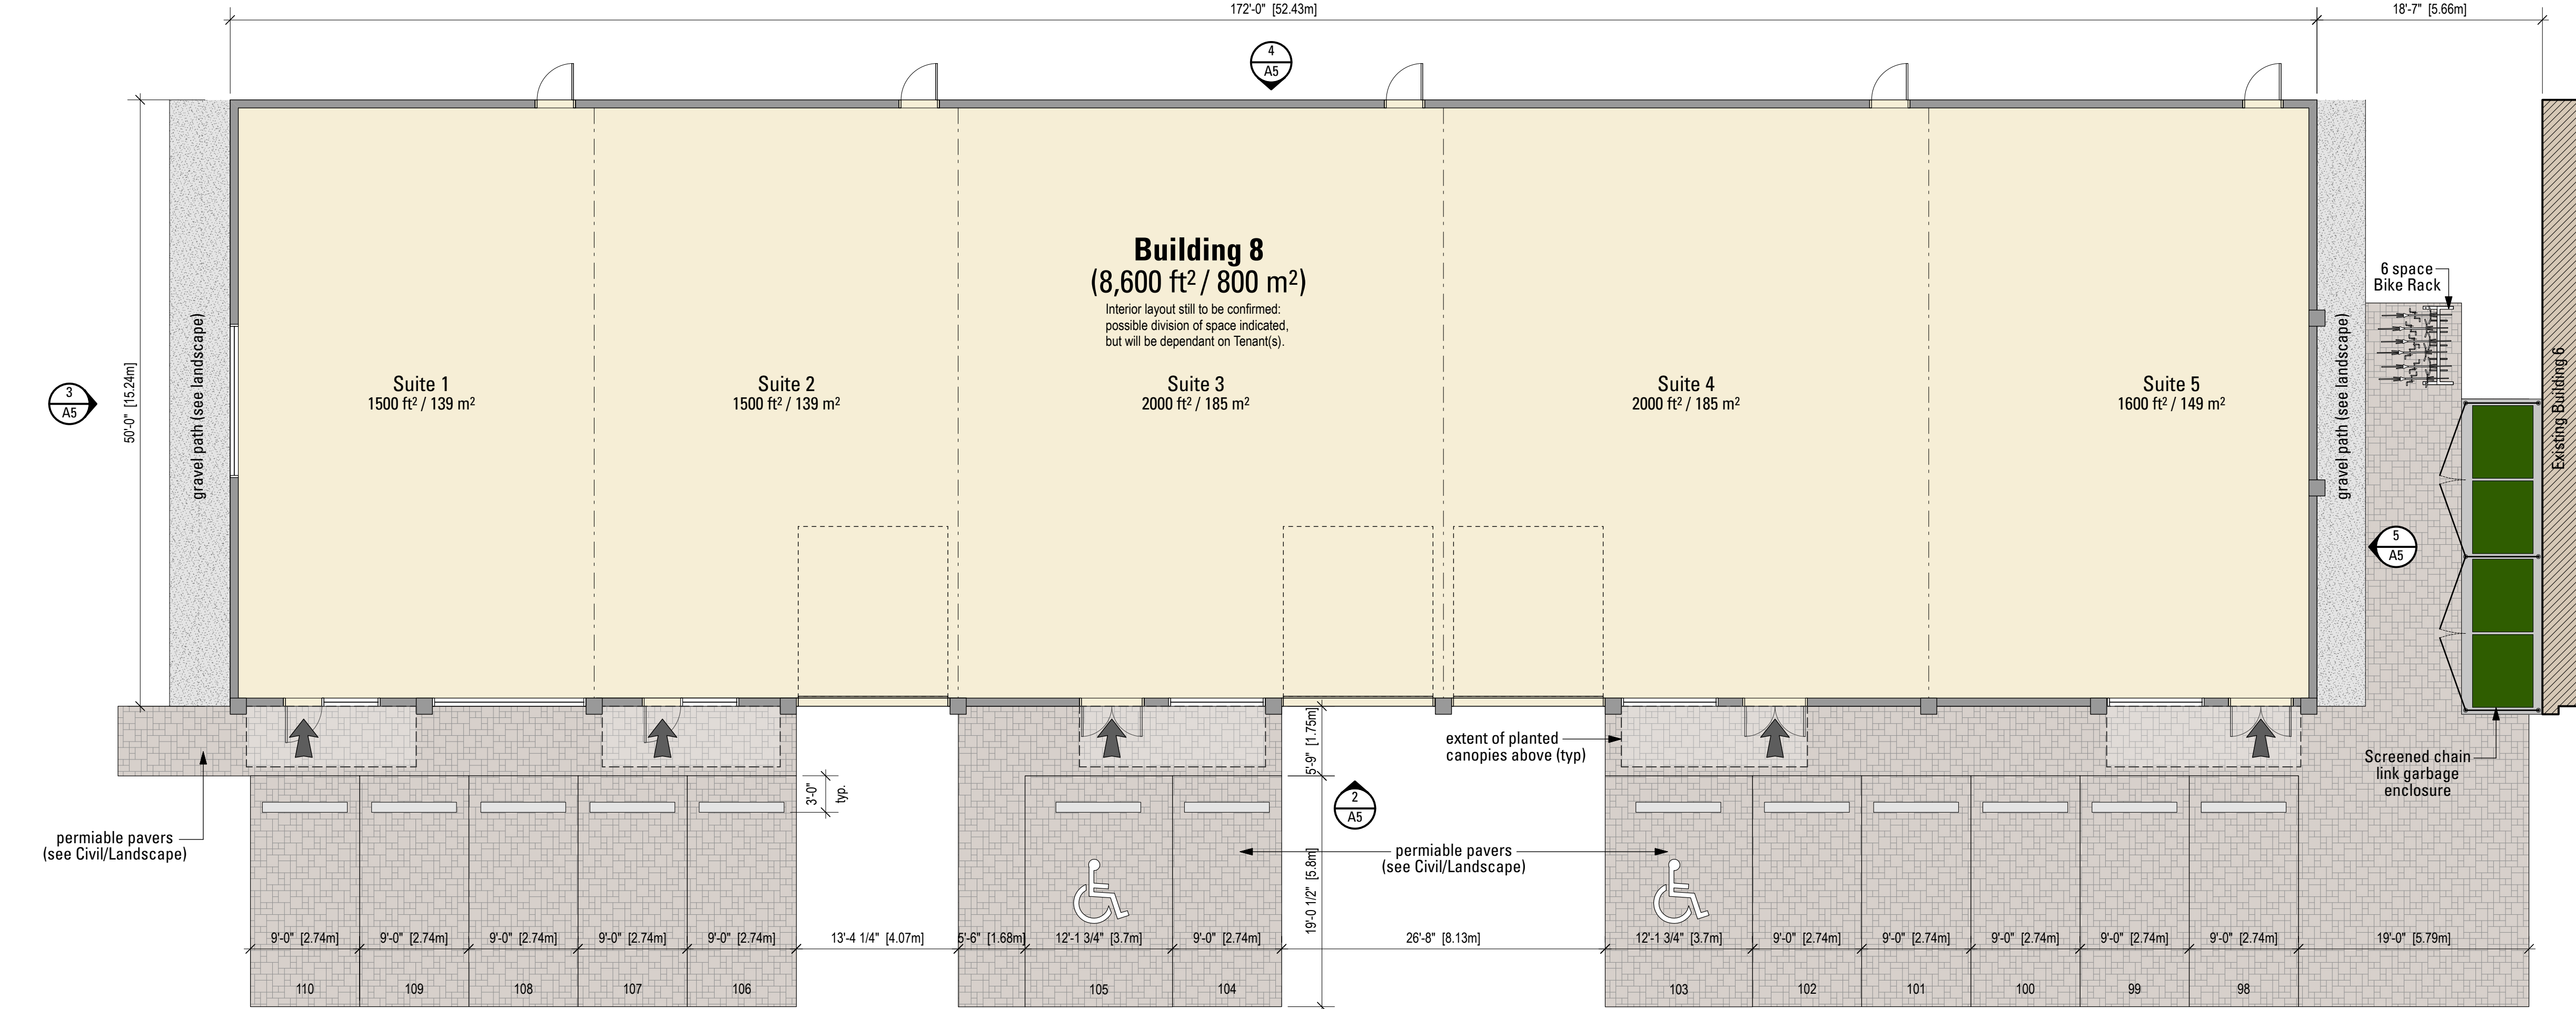 172'-0" [52.43m]
18'-7" [5.66m]
4
A5
Building 8
(8,600 ft² / 800 m²)
Interior layout still to be confirmed:
possible division of space indicated,
but will be dependant on Tenant(s).
6 space
Bike Rack
gravel path (see landscape)
gravel path (see landscape)
Existing Building 6
50'-0" [15.24m]
3
A5
Suite 1
1500 ft² / 139 m²
Suite 2
1500 ft² / 139 m²
Suite 3
2000 ft² / 185 m²
Suite 4
2000 ft² / 185 m²
Suite 5
1600 ft² / 149 m²
5
A5
5'-9" [1.75m]
extent of planted
canopies above (typ)
Screened chain
link garbage
enclosure
3'-0"
typ.
2
A5
permiable pavers
(see Civil/Landscape)
permiable pavers
(see Civil/Landscape)
19'-0 1/2" [5.8m]
9'-0" [2.74m]
9'-0" [2.74m]
9'-0" [2.74m]
9'-0" [2.74m]
9'-0" [2.74m]
13'-4 1/4" [4.07m]
5'-6" [1.68m]
12'-1 3/4" [3.7m]
9'-0" [2.74m]
26'-8" [8.13m]
12'-1 3/4" [3.7m]
9'-0" [2.74m]
9'-0" [2.74m]
9'-0" [2.74m]
9'-0" [2.74m]
9'-0" [2.74m]
19'-0" [5.79m]
110
109
108
107
106
105
104
103
102
101
100
99
98